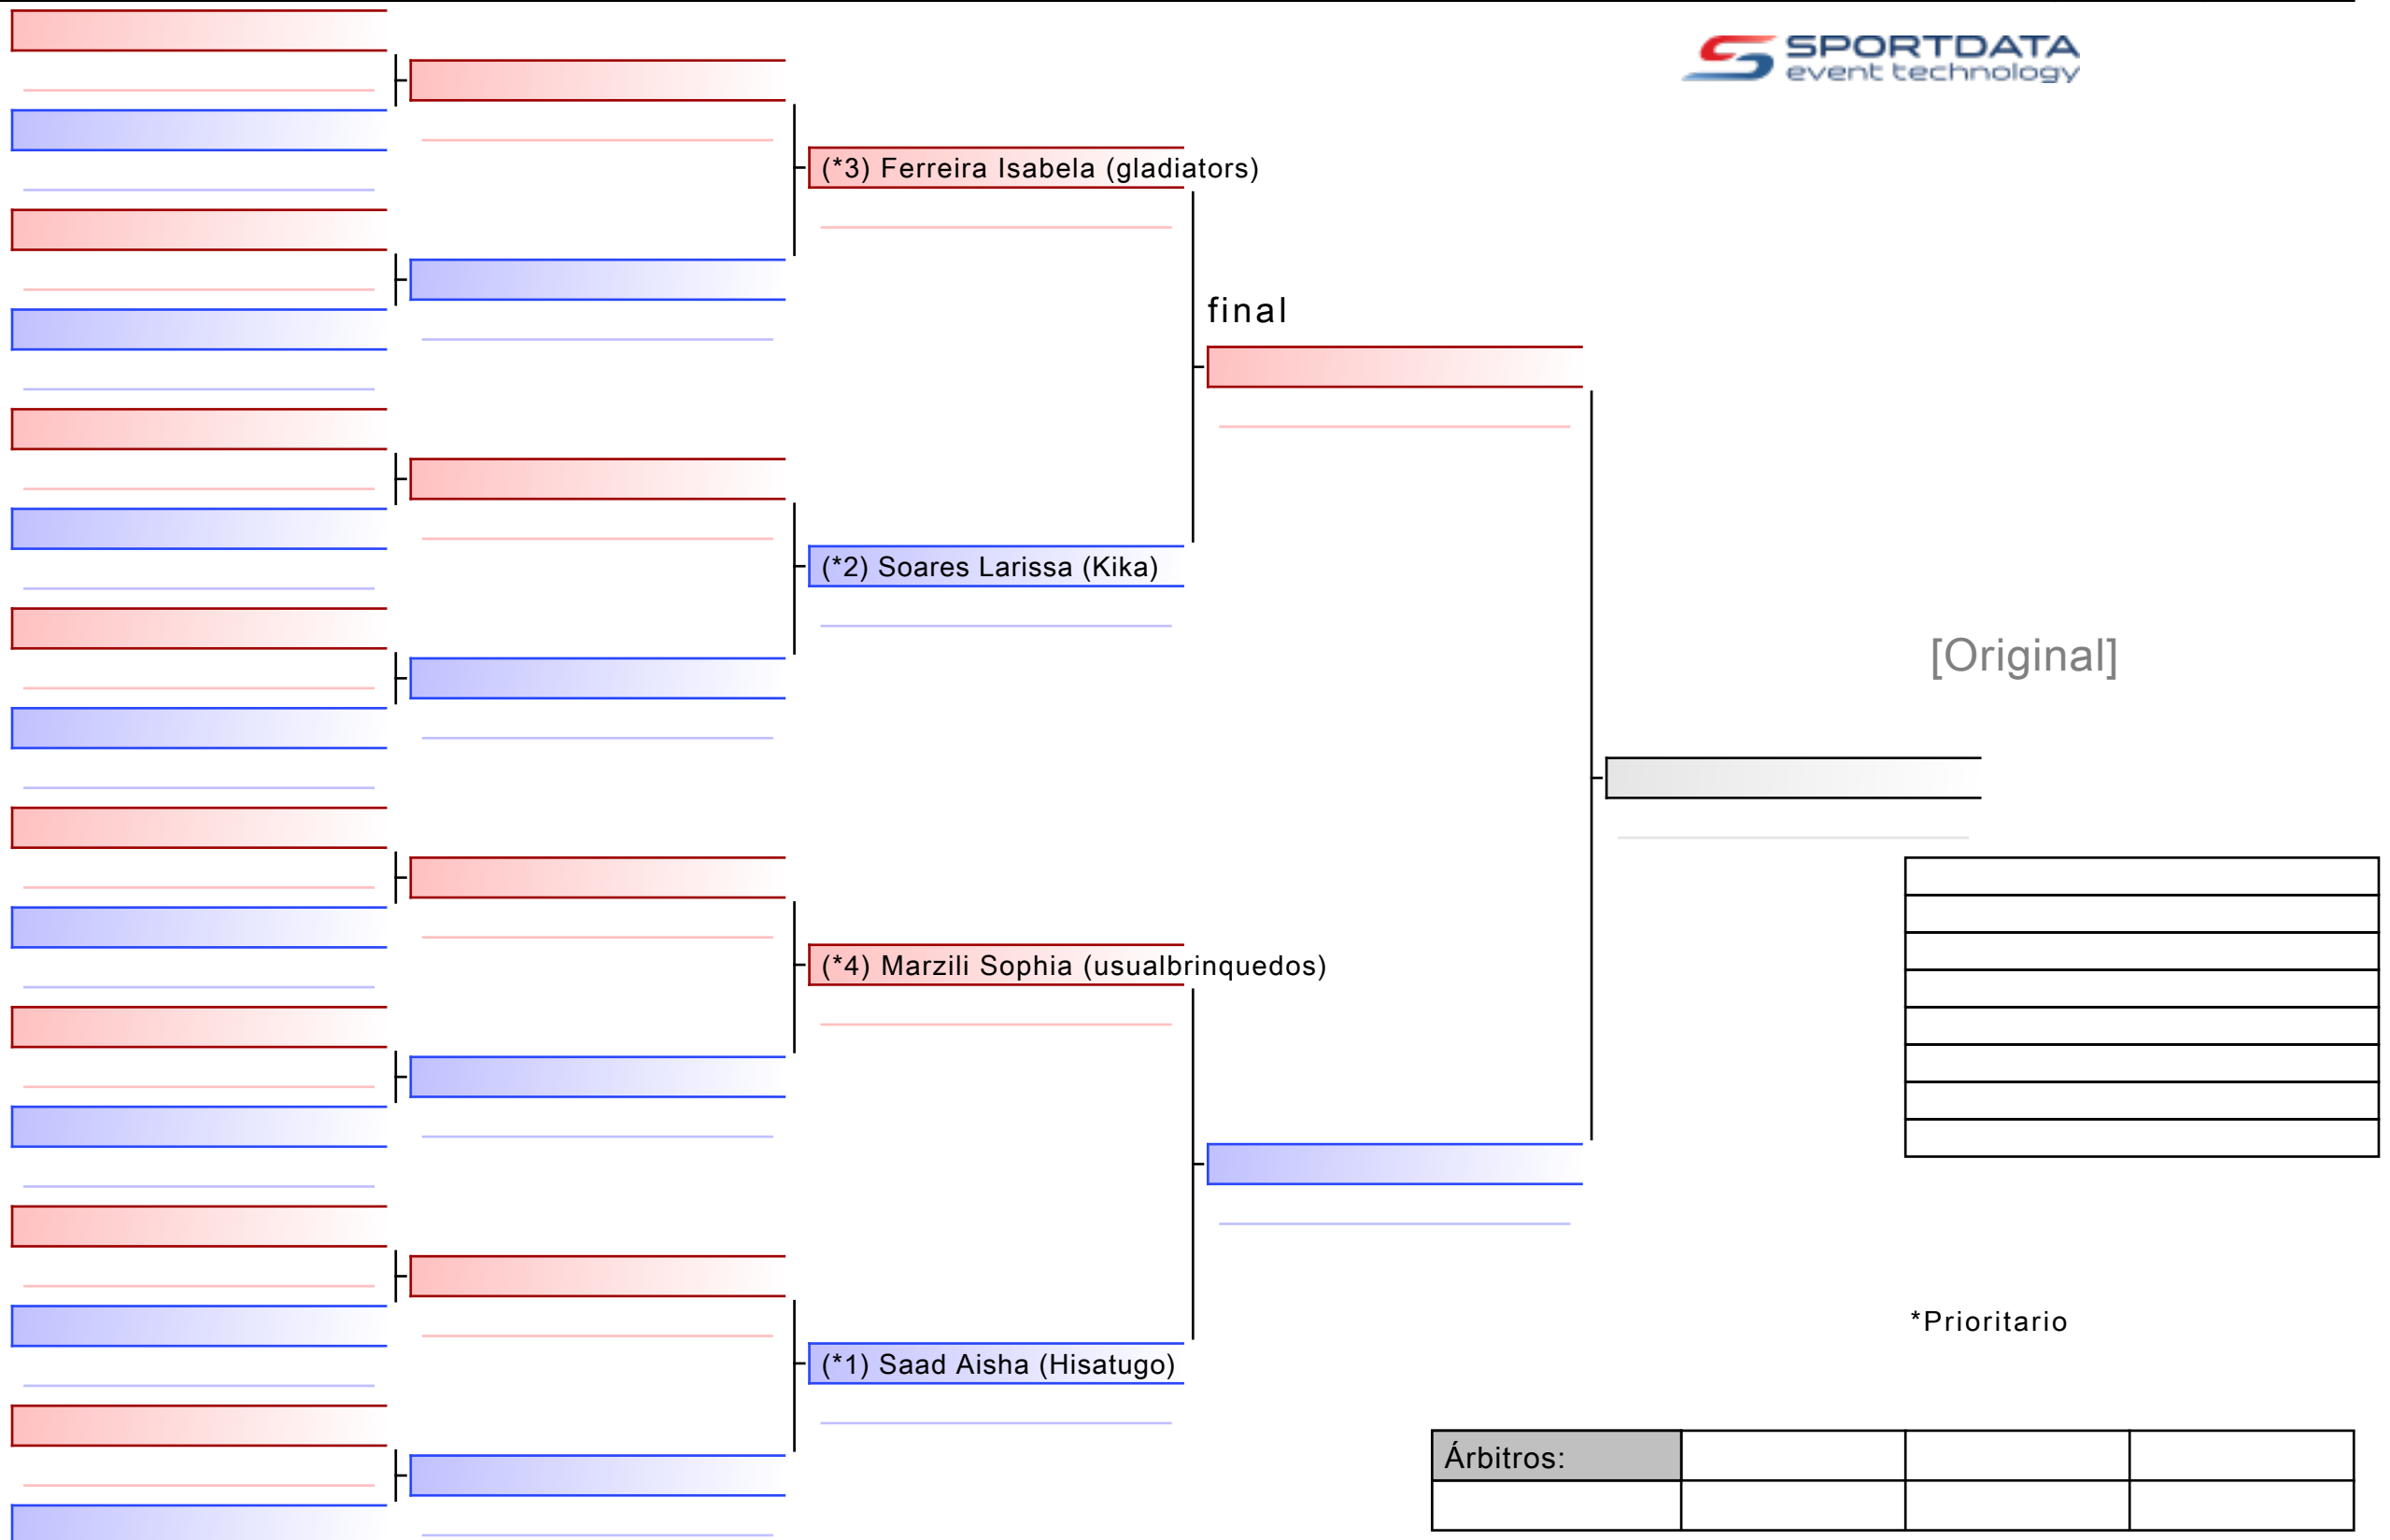 SPORTDATA
event technology
(*3) Ferreira Isabela (gladiators)
final
(*2) Soares Larissa (Kika)
[Original]
(*4) Marzili Sophia (usualbrinquedos)
*Prioritario
(*1) Saad Aisha (Hisatugo)
Árbitros: